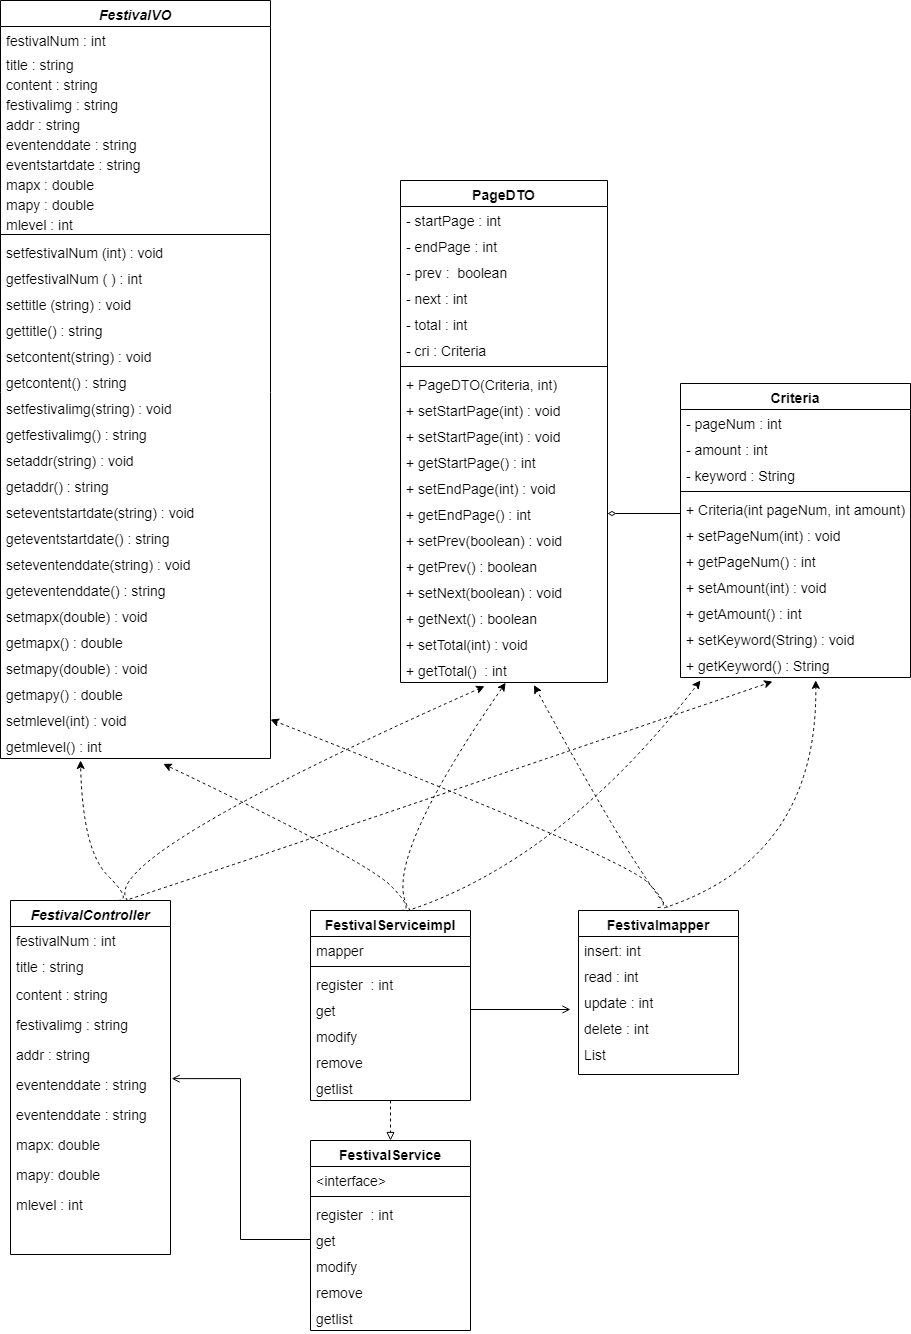 FestivalVO
festivalNum : int
title : string
content : string
festivalimg : string
addr : string
eventenddate : string
eventstartdate : string
mapx : double
mapy : double
mlevel : int
setfestivalNum (int) : void
getfestivalNum ( ) : int
settitle (string) : void
gettitle() : string
setcontent(string) : void
getcontent() : string
setfestivalimg(string) : void
getfestivalimg() : string
setaddr(string) : void
getaddr() : string
seteventstartdate(string) : void
geteventstartdate() : string
seteventenddate(string) : void
geteventenddate() : string
setmapx(double) : void
getmapx() : double
setmapy(double) : void
getmapy() : double
setmlevel(int) : void
getmlevel() : int
PageDTO
- startPage : int
- endPage : int
- prev : boolean
- next : int
- total : int
- cri : Criteria
+ PageDTO(Criteria, int)
+ setStartPage(int) : void
+ setStartPage(int) : void
+ getStartPage() : int
+ setEndPage(int) : void
+ getEndPage() : int
+ setPrev(boolean) : void
+ getPrev() : boolean
+ setNext(boolean) : void
+ getNext() : boolean
+ setTotal(int) : void
+ getTotal() : int
Criteria
- pageNum : int
- amount : int
- keyword : String
+ Criteria(int pageNum, int amount)
+ setPageNum(int) : void
+ getPageNum() : int
+ setAmount(int) : void
+ getAmount() : int
+ setKeyword(String) : void
+ getKeyword() : String
FestivalController
festivalNum : int
title : string
content : string
festivalimg : string
addr : string
eventenddate : string
eventenddate : string
mapx: double
mapy: double
mlevel : int
FestivalServiceimpl
mapper
register : int
get
modify
remove
getlist
Festivalmapper
insert: int
read : int
update : int
delete : int
List
FestivalService
<interface>
register : int
get
modify
remove
getlist